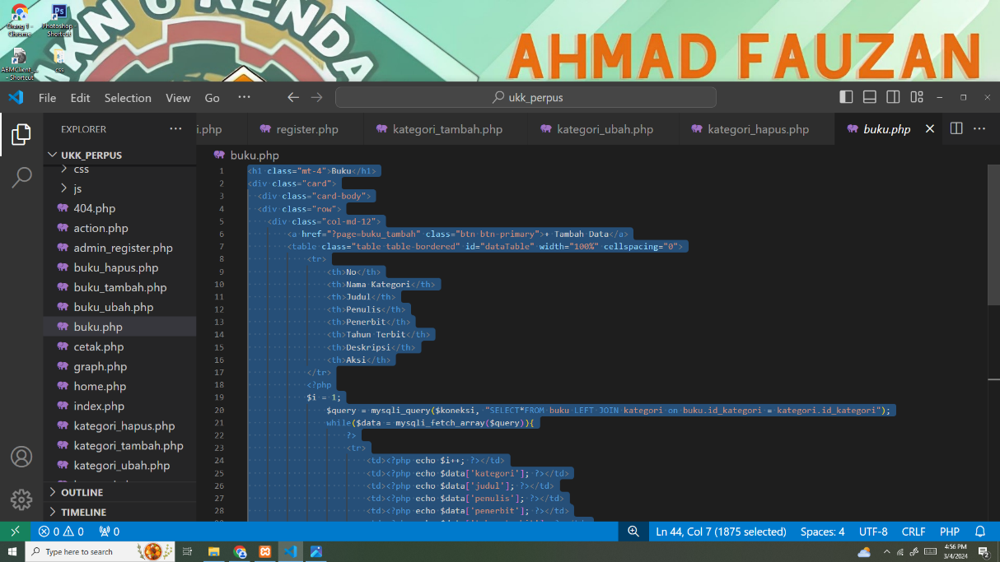 KN 6 KENDA
AHMAD FAUZAN
Orang 1 - Chrome
Photoshop - Shortcut
ABMClient_... - Shortcut
css
File Edit Selection View Go ··· ukk_perpus
EXPLORER ···
i.php register.php kategori_tambah.php kategori_ubah.php kategori_hapus.php buku.php
UKK_PERPUS
css
js
404.php
action.php
admin_register.php
buku_hapus.php
buku_tambah.php
buku_ubah.php
buku.php
cetak.php
graph.php
home.php
index.php
kategori_hapus.php
kategori_tambah.php
kategori_ubah.php
OUTLINE
TIMELINE
buku.php
1 <h1 class="mt-4">Buku</h1>
2 <div class="card">
3 <div class="card-body">
4 <div class="row">
5 <div class="col-md-12">
6 <a href="?page=buku_tambah" class="btn btn-primary">+ Tambah Data</a>
7 <table class="table table-bordered" id="dataTable" width="100%" cellspacing="0">
8 <tr>
9 <th>No</th>
10 <th>Nama Kategori</th>
11 <th>Judul</th>
12 <th>Penulis</th>
13 <th>Penerbit</th>
14 <th>Tahun Terbit</th>
15 <th>Deskripsi</th>
16 <th>Aksi</th>
17 </tr>
18 <?php
19 $i = 1;
20 $query = mysqli_query($koneksi, "SELECT*FROM buku LEFT JOIN kategori on buku.id_kategori = kategori.id_kategori");
21 while($data = mysqli_fetch_array($query)){
22 ?>
23 <tr>
24 <td><?php echo $i++; ?></td>
25 <td><?php echo $data['kategori']; ?></td>
26 <td><?php echo $data['judul']; ?></td>
27 <td><?php echo $data['penulis']; ?></td>
28 <td><?php echo $data['penerbit']; ?></td>
0 0 0 Ln 44, Col 7 (1875 selected) Spaces: 4 UTF-8 CRLF PHP
Type here to search
4:56 PM
3/4/2024